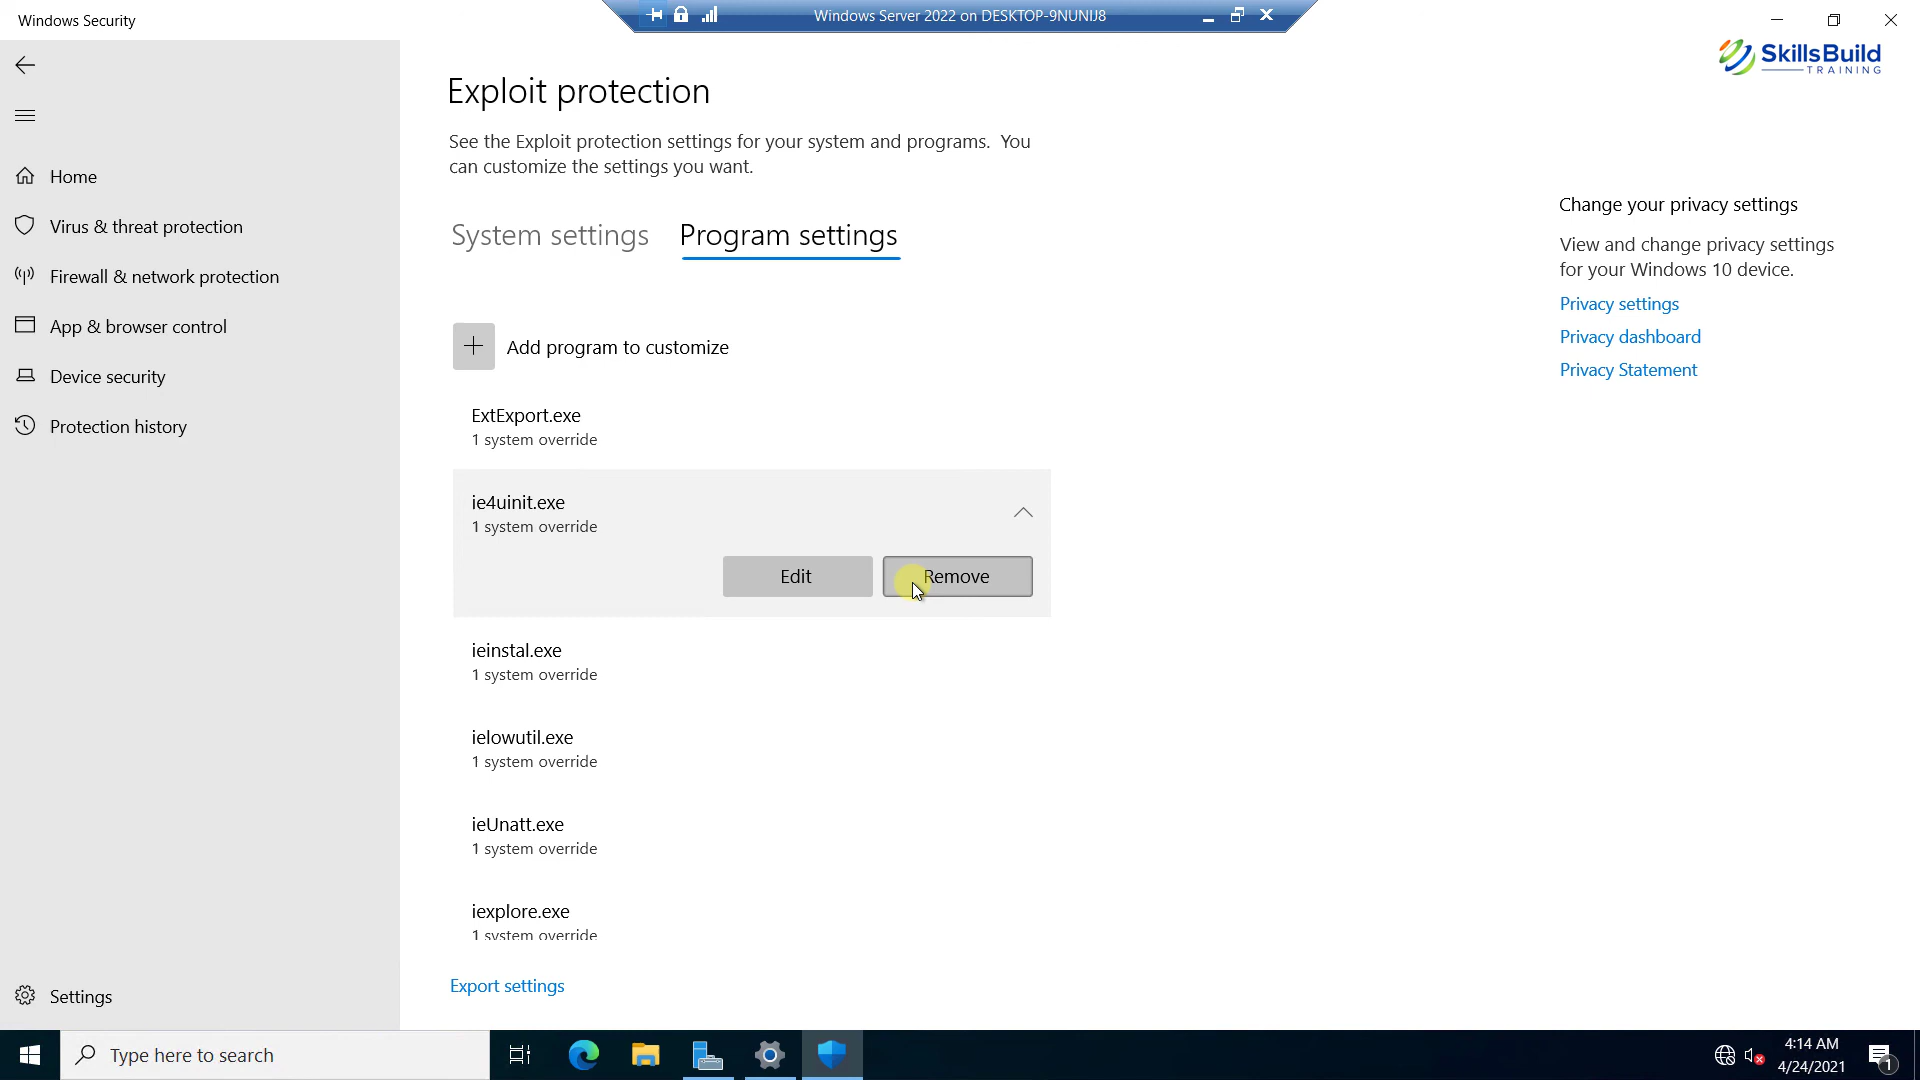 Windows Security
Windows Server 2022 on DESKTOP-9NUNIJ8
SkillsBuild
TRAINING
Home
Virus & threat protection
Firewall & network protection
App & browser control
Device security
Protection history
Settings
Exploit protection
See the Exploit protection settings for your system and programs.  You
can customize the settings you want.
System settings
Program settings
Add program to customize
ExtExport.exe
1 system override
ie4uinit.exe
1 system override
Edit
Remove
ieinstal.exe
1 system override
ielowutil.exe
1 system override
ieUnatt.exe
1 system override
iexplore.exe
1 system override
Export settings
Change your privacy settings
View and change privacy settings
for your Windows 10 device.
Privacy settings
Privacy dashboard
Privacy Statement
Type here to search
4:14 AM
4/24/2021
1